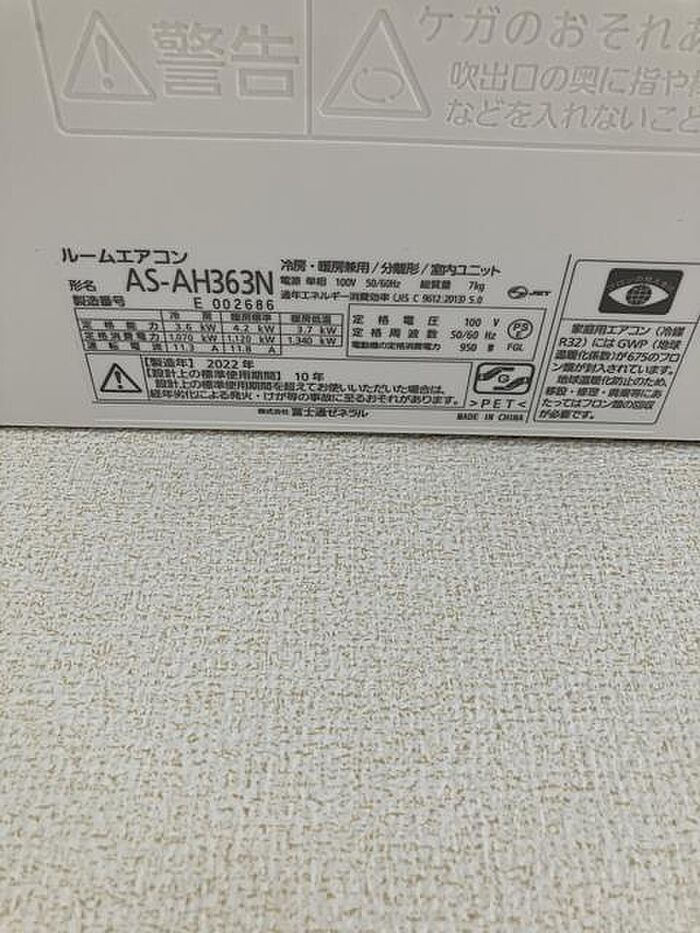 警告
ケガのおそれあ
吹出口の奥に指や
などを入れないこと
ルームエアコン
形名 AS-AH363N
製造番号 E 002686
冷房・暖房兼用/分離形/室内ユニット
電源 単相 100V 50/60Hz 総質量 7kg
通年エネルギー消費効率(JIS C 9612:2013) 5.0
JET
冷 房 暖房標準 暖房低温
定 格 能 力 3.6 kW 4.2 kW 3.7 kW
定格消費電力 1,070 kW 1,120 kW 1,340 kW
運 転 電 流 11.3 A 11.8 A
定 格 電 圧 100 V
定 格 周 波 数 50/60 Hz
電動機の定格消費電力 950 W
PS E
FGL
【製造年】 2022 年
【設計上の標準使用期間】 10 年
設計上の標準使用期間を超えてお使いいただいた場合は、
経年劣化による発火・けが等の事故に至るおそれがあります。
>PET<
株式会社 富士通ゼネラル
MADE IN CHINA
家庭用エアコン(冷媒
R32)には GWP (地球
温暖化係数)が675のフロ
ン類が封入されています。
地球温暖化防止のため、
移設・修理・廃棄等にあ
たってはフロン類の回収
が必要です。